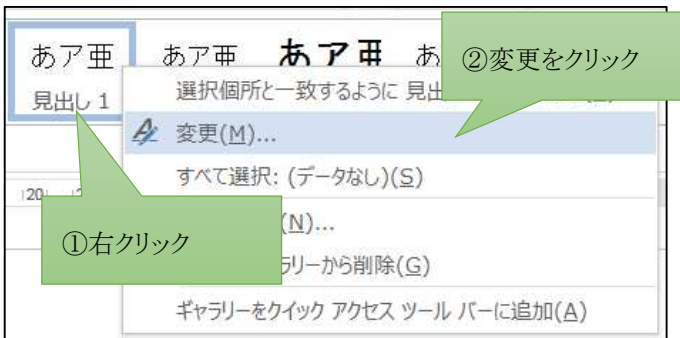 あア亜 あア亜 あア亜 あ
②変更をクリック
見出し 1
選択個所と一致するように 見出
変更(M)...
すべて選択: (データなし)(S)
20
①右クリック
(N)...
ラリーから削除(G)
ギャラリーをクイック アクセス ツール バーに追加(A)